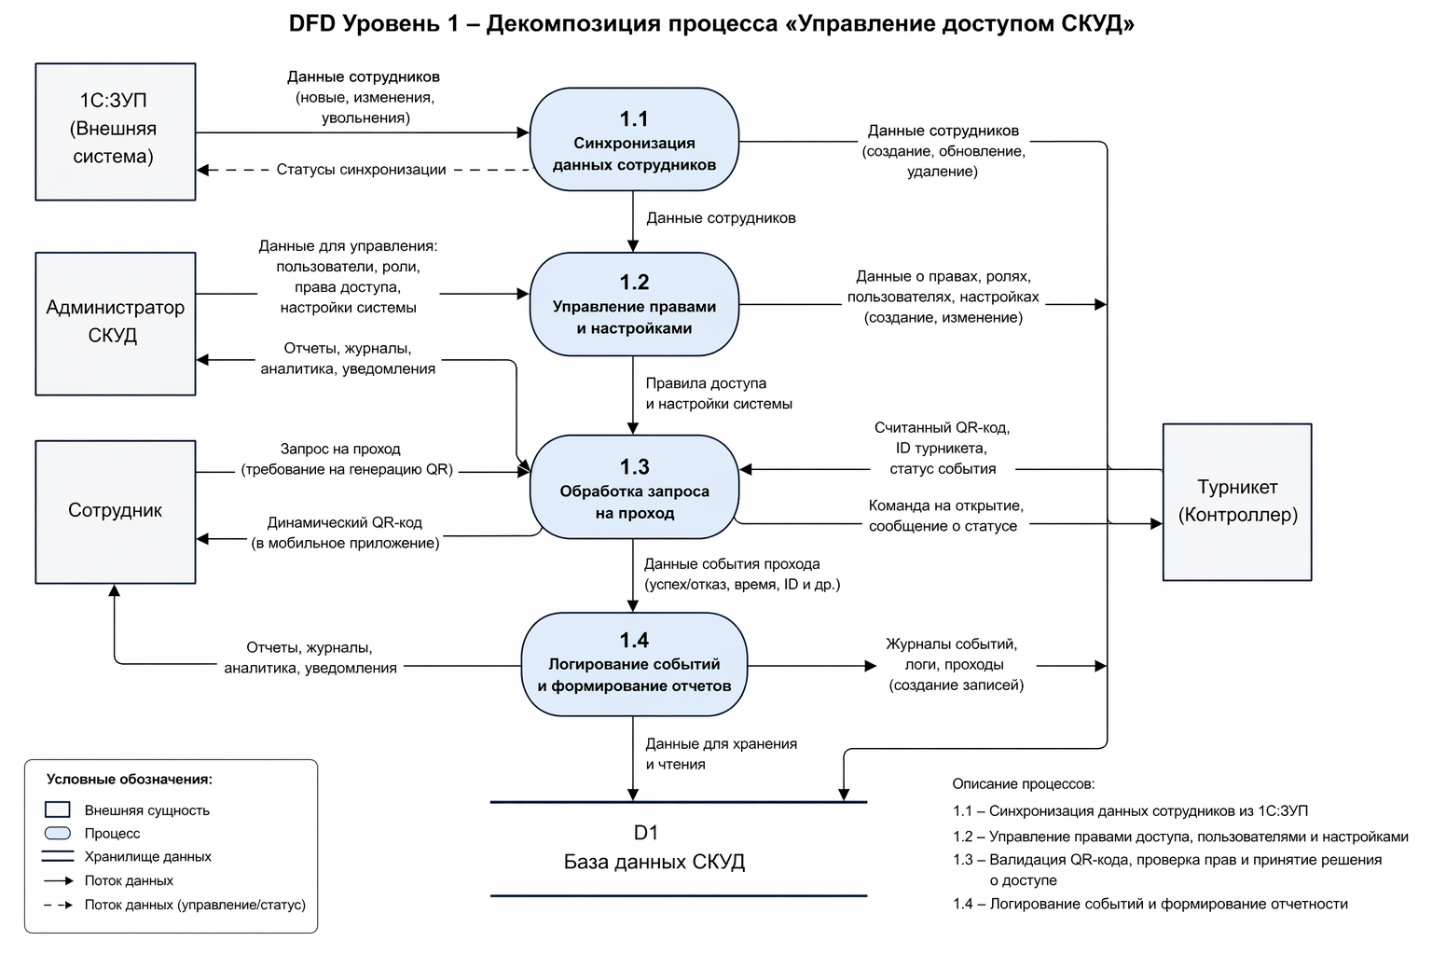 DFD Уровень 1 – Декомпозиция процесса «Управление доступом СКУД»
1С:ЗУП
(Внешняя
система)
Данные сотрудников
(новые, изменения,
увольнения)
Статусы синхронизации
1.1
Синхронизация
данных сотрудников
Данные сотрудников
(создание, обновление,
удаление)
Данные сотрудников
Администратор
СКУД
Данные для управления:
пользователи, роли,
права доступа,
настройки системы
Отчеты, журналы,
аналитика, уведомления
1.2
Управление правами
и настройками
Данные о правах, ролях,
пользователях, настройках
(создание, изменение)
Правила доступа
и настройки системы
Сотрудник
Запрос на проход
(требование на генерацию QR)
Динамический QR-код
(в мобильное приложение)
1.3
Обработка запроса
на проход
Считанный QR-код,
ID турникета,
статус события
Команда на открытие,
сообщение о статусе
Турникет
(Контроллер)
Данные события прохода
(успех/отказ, время, ID и др.)
Отчеты, журналы,
аналитика, уведомления
1.4
Логирование событий
и формирование отчетов
Журналы событий,
логи, проходы
(создание записей)
Данные для хранения
и чтения
D1
База данных СКУД
Условные обозначения:
Внешняя сущность
Процесс
Хранилище данных
Поток данных
Поток данных (управление/статус)
Описание процессов:
1.1 – Синхронизация данных сотрудников из 1С:ЗУП
1.2 – Управление правами доступа, пользователями и настройками
1.3 – Валидация QR-кода, проверка прав и принятие решения
о доступе
1.4 – Логирование событий и формирование отчетности